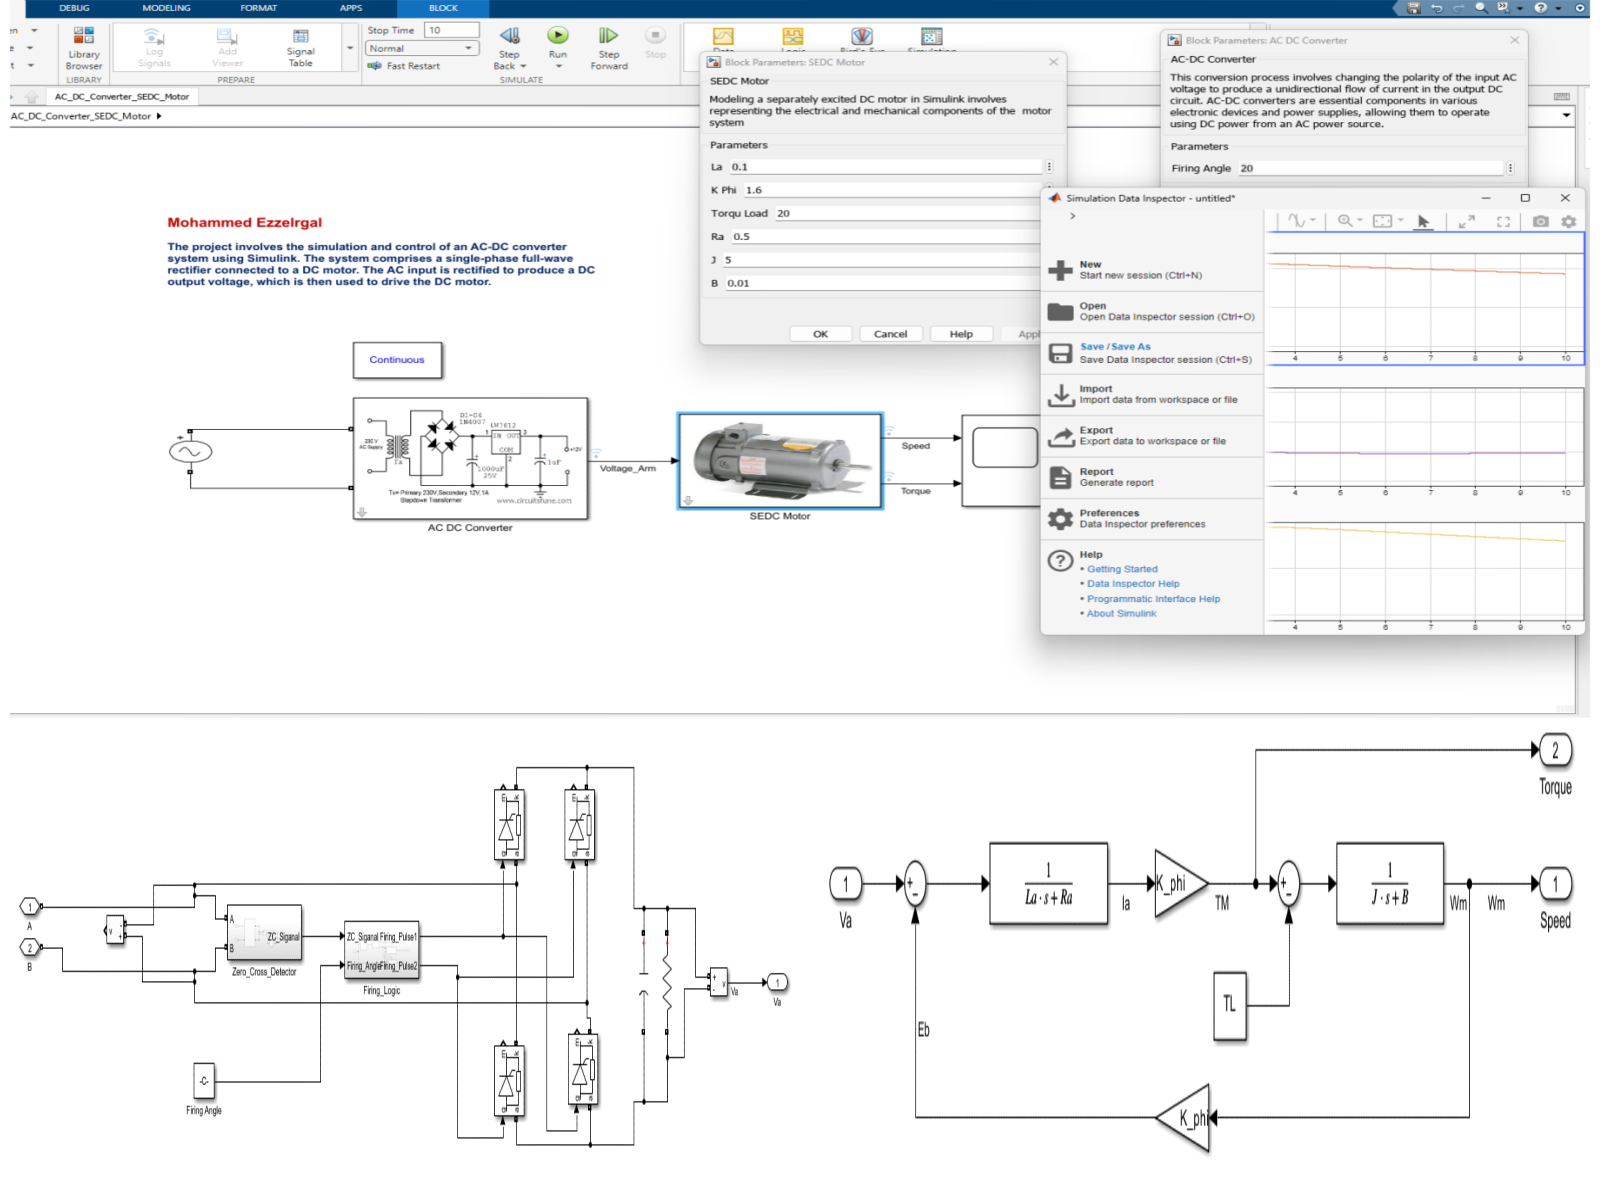 DEBUG
MODELING
FORMAT
APPS
BLOCK
Library
Browser
LIBRARY
Log
Signals
Add
Viewer
Signal
Table
PREPARE
Stop Time 10
Normal
Fast Restart
Step
Back
Run
Step
Forward
Stop
SIMULATE
AC_DC_Converter_SEDC_Motor
AC_DC_Converter_SEDC_Motor
Block Parameters: SEDC Motor
SEDC Motor
Modeling a separately excited DC motor in Simulink involves
representing the electrical and mechanical components of the motor
system
Parameters
La 0.1
K Phi 1.6
Torqu Load 20
Ra 0.5
J 5
B 0.01
OK
Cancel
Help
Appl
Block Parameters: AC DC Converter
AC-DC Converter
This conversion process involves changing the polarity of the input AC
voltage to produce a unidirectional flow of current in the output DC
circuit. AC-DC converters are essential components in various
electronic devices and power supplies, allowing them to operate
using DC power from an AC power source.
Parameters
Firing Angle 20
Simulation Data Inspector - untitled*
New
Start new session (Ctrl+N)
Open
Open Data Inspector session (Ctrl+O)
Save / Save As
Save Data Inspector session (Ctrl+S)
Import
Import data from workspace or file
Export
Export data to workspace or file
Report
Generate report
Preferences
Data Inspector preferences
Help
• Getting Started
• Data Inspector Help
• Programmatic Interface Help
• About Simulink
4 5 6 7 8 9 10
4 5 6 7 8 9 10
4 5 6 7 8 9 10
Mohammed Ezzelrgal
The project involves the simulation and control of an AC-DC converter
system using Simulink. The system comprises a single-phase full-wave
rectifier connected to a DC motor. The AC input is rectified to produce a DC
output voltage, which is then used to drive the DC motor.
Continuous
230 V
AC Supply
1A
D1-D4
1N4007
LM7812
1 IN OUT 3
COM
2
1000uF
25V
1uF
+12V
Tx= Primary 230V,Secondary 12V,1A
Stepdown Transformer
www.circuitstune.com
AC DC Converter
Voltage_Arm
SEDC Motor
Speed
Torque
1
A
2
B
v
A
B
ZC_Siganal
Zero_Cross_Detector
ZC_Siganal Firing_Pulse1
Firing_Angle Firing_Pulse2
Firing_Logic
-C-
Firing Angle
v
Va
1
Va
1
Va
1
La·s+Ra
Ia
K_phi
TM
1
J·s+B
Wm
Wm
2
Torque
1
Speed
TL
Eb
K_phi